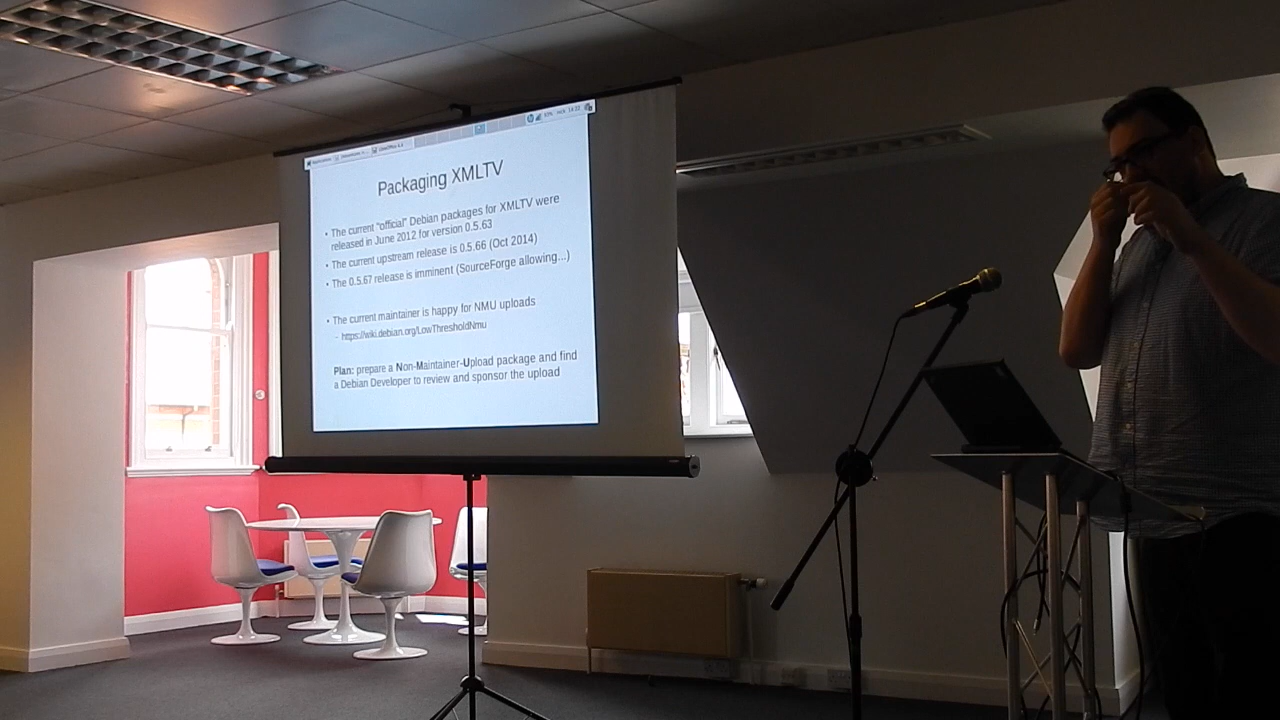 Packaging XMLTV
• The current "official" Debian packages for XMLTV were
released in June 2012 for version 0.5.63
• The current upstream release is 0.5.66 (Oct 2014)
• The 0.5.67 release is imminent (SourceForge allowing...)
• The current maintainer is happy for NMU uploads
– https://wiki.debian.org/LowThresholdNmu
Plan: prepare a Non-Maintainer-Upload package and find
a Debian Developer to review and sponsor the upload